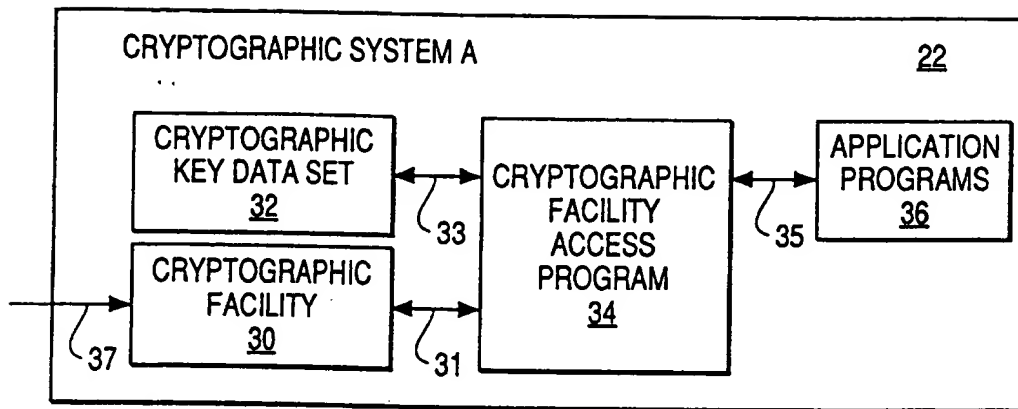 CRYPTOGRAPHIC SYSTEM A
22
CRYPTOGRAPHIC
KEY DATA SET
32
33
CRYPTOGRAPHIC
FACILITY
30
37
31
CRYPTOGRAPHIC
FACILITY
ACCESS
PROGRAM
34
35
APPLICATION
PROGRAMS
36